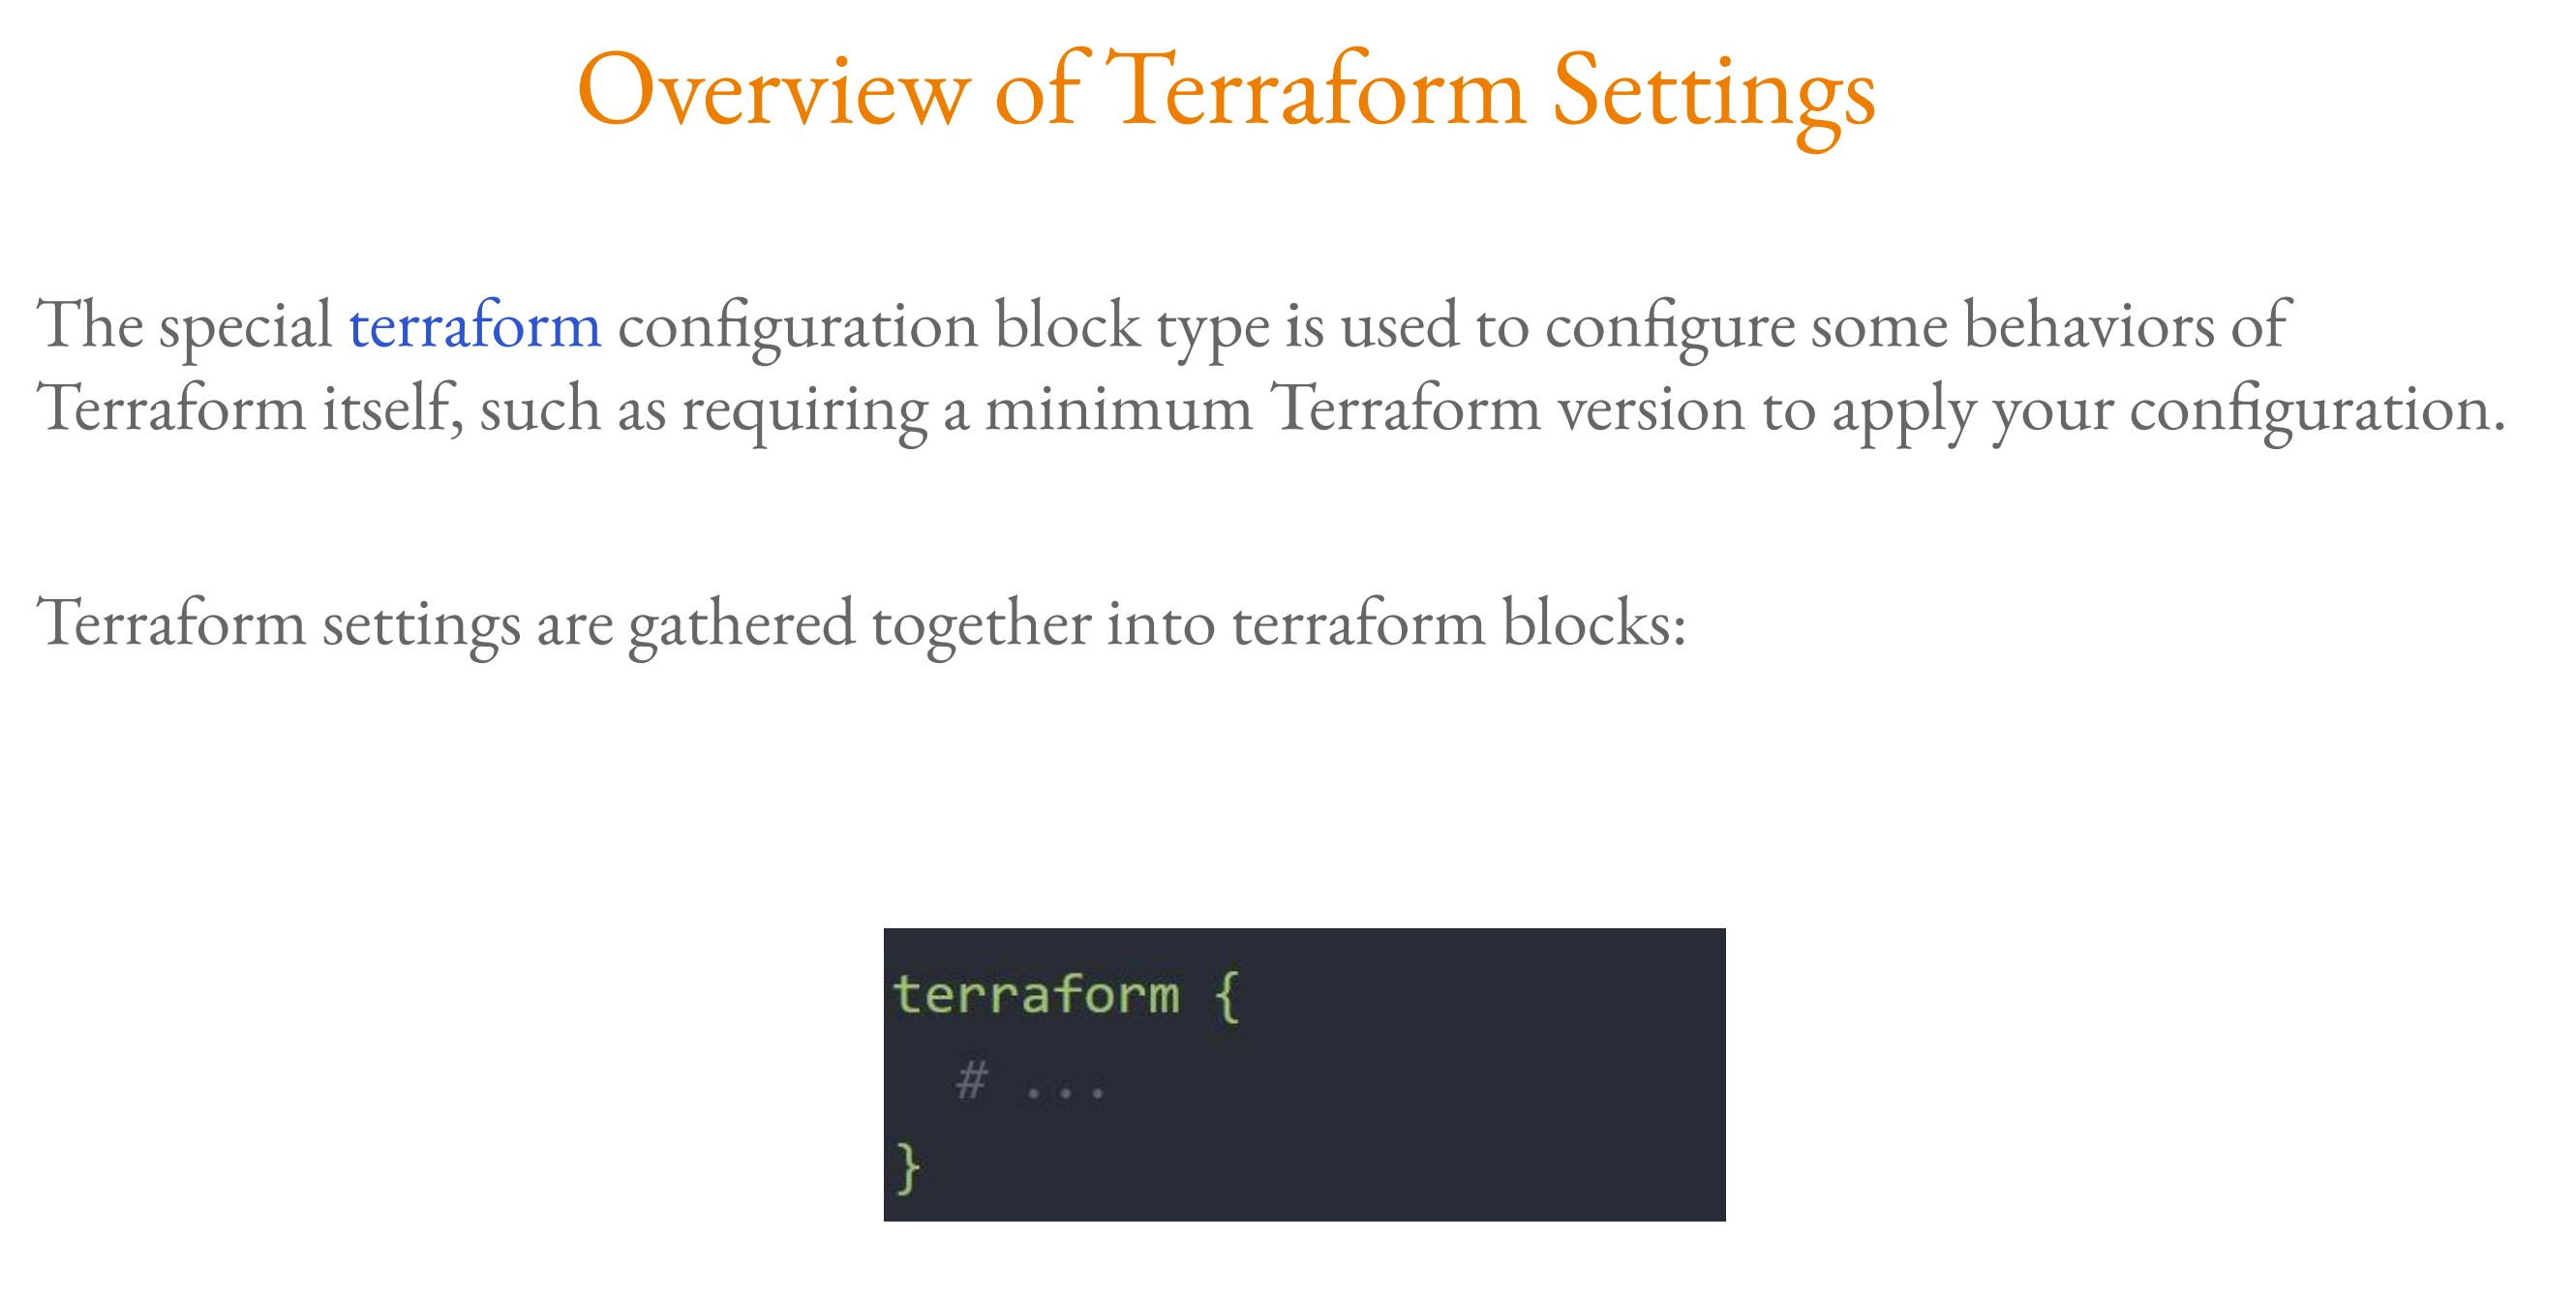 Overview of Terraform Settings
The special terraform configuration block type is used to configure some behaviors of
Terraform itself, such as requiring a minimum Terraform version to apply your configuration.
Terraform settings are gathered together into terraform blocks:
terraform {
  # ...
}